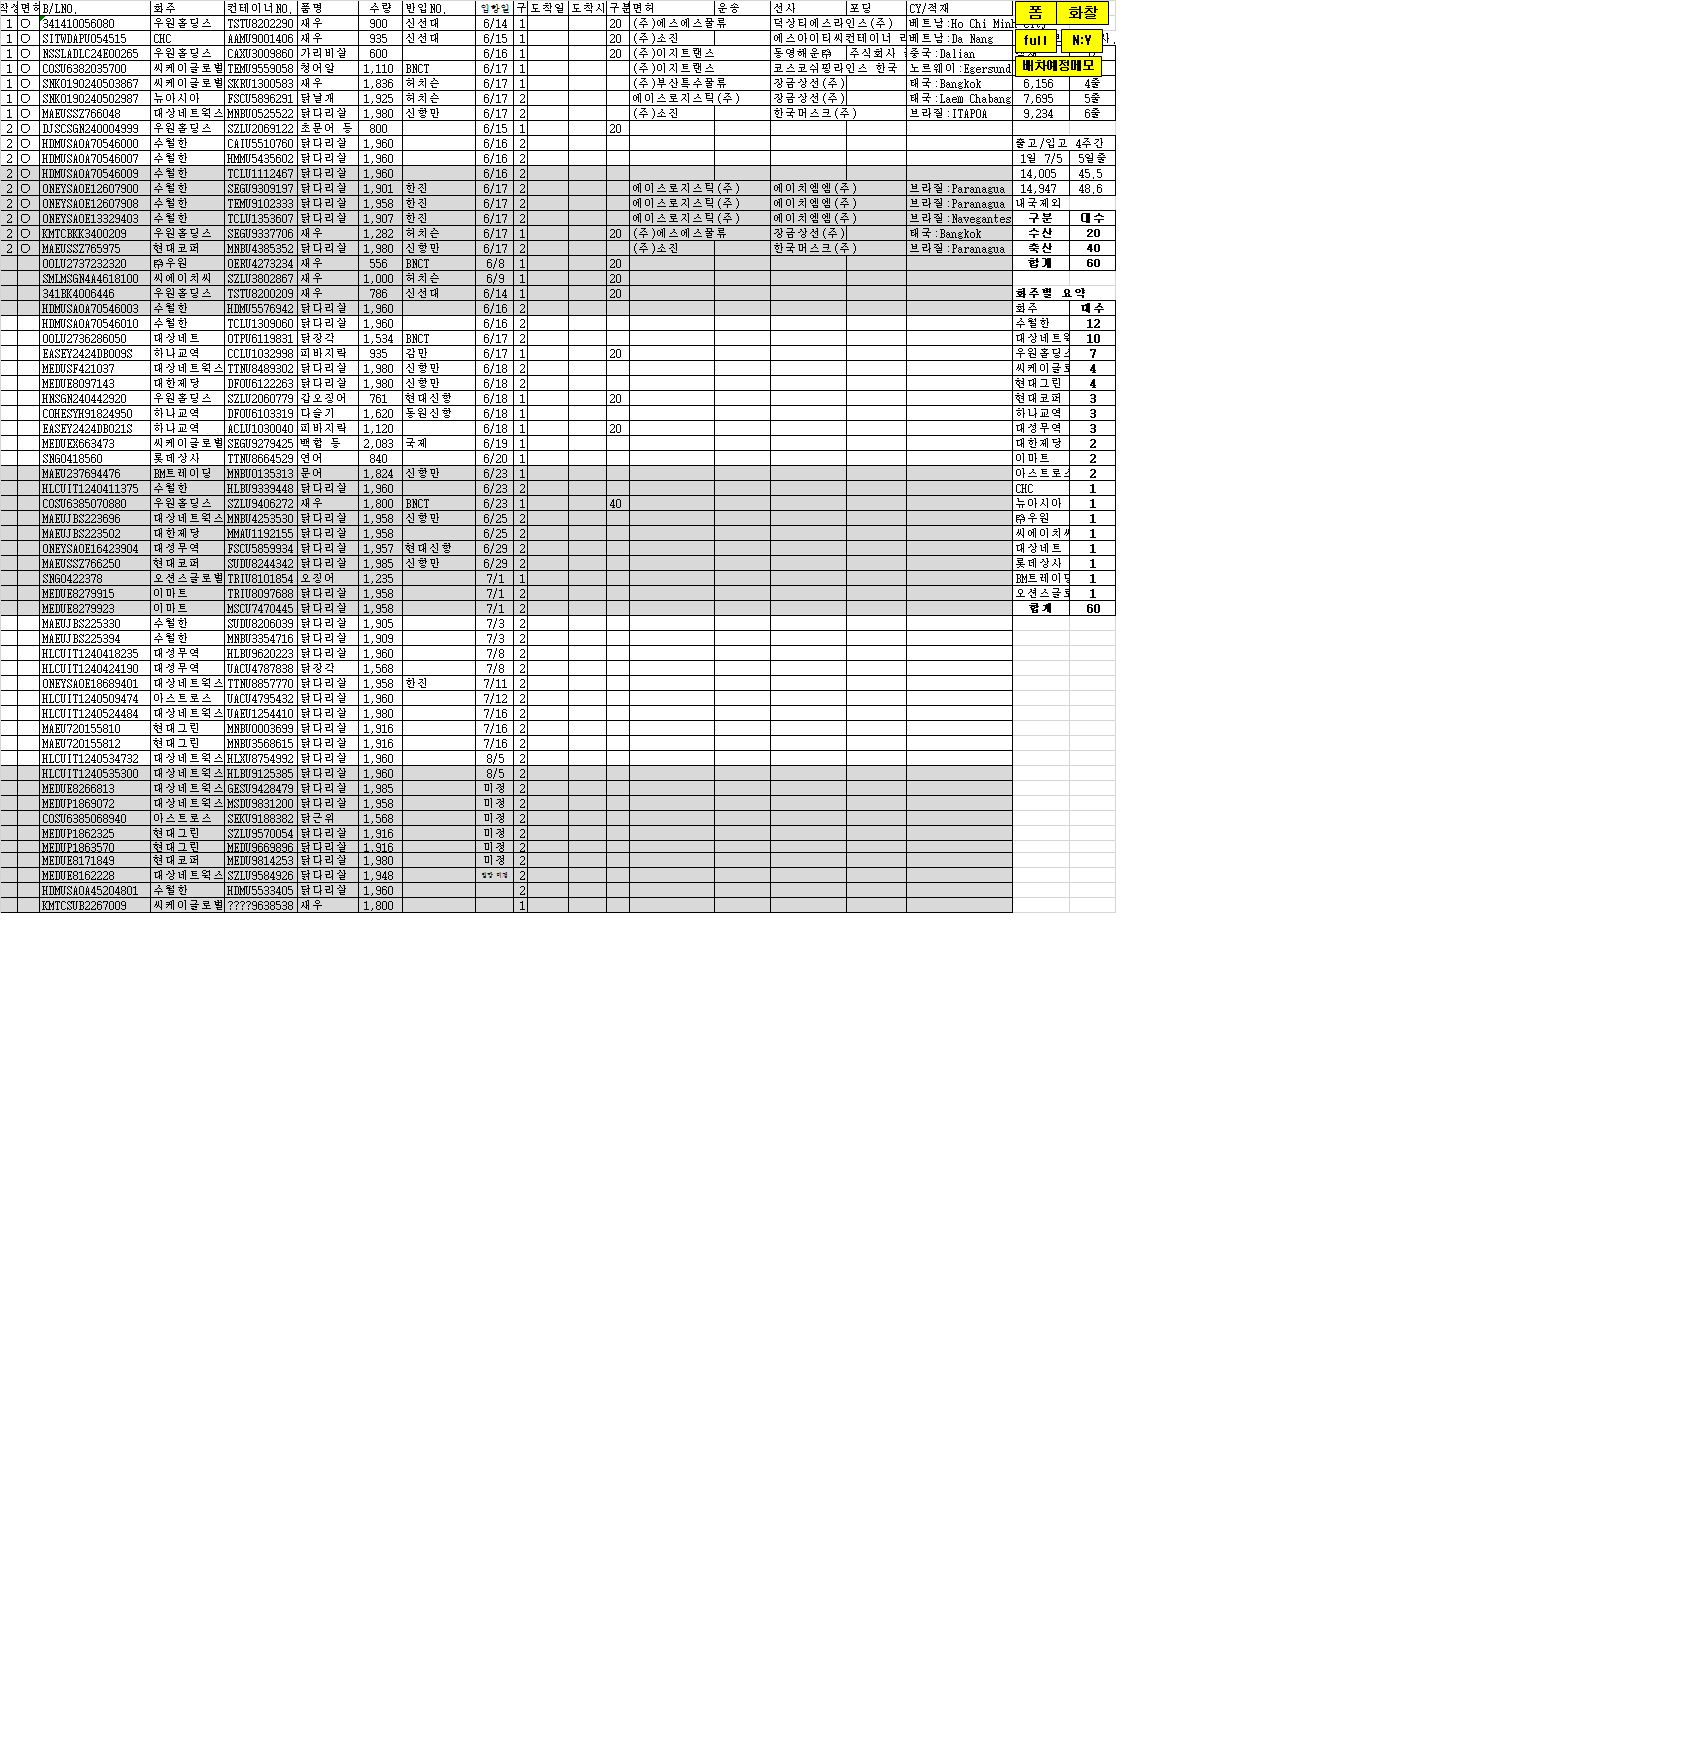 작성 면허 B/LNO. 화주 컨테이너NO. 품명 수량 반입NO. 입항일 구 도착일 도착시 구분 면허 운송 선사 포딩 CY/적재 폼 화찰
1 ○ 341410056080 우원홀딩스 TSTU8202290 새우 900 신선대 6/14 1 20 (주)에스에스물류 덕상티에스라인스(주) 베트남:Ho Chi Minh City
1 ○ SITWDAPU054515 CHC AAMU9001406 새우 935 신선대 6/15 1 20 (주)소진 에스아이티씨컨테이너 베트남:Da Nang full N:Y
1 ○ NSSLADLC24E00265 우원홀딩스 CAXU3009860 가리비살 600 6/16 1 20 (주)이지트랜스 동영해운㈜ 주식회사 중국:Dalian
1 ○ COSU6382035700 씨케이글로벌 TEMU9559058 청어알 1,110 BNCT 6/17 1 (주)이지트랜스 코스코쉬핑라인스 한국 노르웨이:Egersund 배차예정메모
1 ○ SNKO190240503867 씨케이글로벌 SKRU1300583 새우 1,836 허치슨 6/17 1 (주)부산특수물류 장금상선(주) 태국:Bangkok 6,156 4줄
1 ○ SNKO190240502987 뉴아시아 FSCU5896291 닭날개 1,925 허치슨 6/17 2 에이스로지스틱(주) 장금상선(주) 태국:Laem Chabang 7,695 5줄
1 ○ MAEUSSZ766048 대상네트웍스 MNBU0525522 닭다리살 1,980 신항만 6/17 2 (주)소진 한국머스크(주) 브라질:ITAPOA 9,234 6줄
2 ○ DJSCSGN240004999 우원홀딩스 SZLU2069122 초문어 등 800 6/15 1 20
2 ○ HDMUSAOA70546000 수월한 CAIU5510760 닭다리살 1,960 6/16 2 출고/입고 4주간
2 ○ HDMUSAOA70546007 수월한 HMMU5435602 닭다리살 1,960 6/16 2 1일 7/5 5일줄
2 ○ HDMUSAOA70546009 수월한 TCLU1112467 닭다리살 1,960 6/16 2 14,005 45.5
2 ○ ONEYSAOE12607900 수월한 SEGU9309197 닭다리살 1,901 한진 6/17 2 에이스로지스틱(주) 에이치엠엠(주) 브라질:Paranagua 14,947 48.6
2 ○ ONEYSAOE12607908 수월한 TEMU9102333 닭다리살 1,958 한진 6/17 2 에이스로지스틱(주) 에이치엠엠(주) 브라질:Paranagua 내국제외
2 ○ ONEYSAOE13329403 수월한 TCLU1353607 닭다리살 1,907 한진 6/17 2 에이스로지스틱(주) 에이치엠엠(주) 브라질:Navegantes 구분 대수
2 ○ KMTCBKK3400209 우원홀딩스 SEGU9337706 새우 1,282 허치슨 6/17 1 20 (주)에스에스물류 장금상선(주) 태국:Bangkok 수산 20
2 ○ MAEUSSZ765975 현대코퍼 MNBU4385352 닭다리살 1,980 신항만 6/17 2 (주)소진 한국머스크(주) 브라질:Paranagua 축산 40
OOLU2737232320 ㈜우원 OERU4273234 새우 556 BNCT 6/8 1 20 합계 60
SMLMSGN4A4618100 씨에이치씨 SZLU3802867 새우 1,000 허치슨 6/9 1 20
341BK4006446 우원홀딩스 TSTU8200209 새우 786 신선대 6/14 1 20 화주별 요약
HDMUSAOA70546003 수월한 HDMU5576942 닭다리살 1,960 6/16 2 화주 대수
HDMUSAOA70546010 수월한 TCLU1309060 닭다리살 1,960 6/16 2 수월한 12
OOLU2736286050 대상네트 OTPU6119831 닭장각 1,534 BNCT 6/17 2 대상네트웍 10
EASEY2424DB009S 하나교역 CCLU1032998 피바지락 935 감만 6/17 1 20 우원홀딩스 7
MEDUSF421037 대상네트웍스 TTNU8489302 닭다리살 1,980 신항만 6/18 2 씨케이글로 4
MEDUE8097143 대한제당 DFOU6122263 닭다리살 1,980 신항만 6/18 2 현대그린 4
HNSGN240442920 우원홀딩스 SZLU2060779 갑오징어 761 현대신항 6/18 1 20 현대코퍼 3
COHESYH91824950 하나교역 DFOU6103319 다슬기 1,620 동원신항 6/18 1 하나교역 3
EASEY2424DB021S 하나교역 ACLU1030040 피바지락 1,120 6/18 1 20 대성무역 3
MEDUEX663473 씨케이글로벌 SEGU9279425 백합 등 2,083 국제 6/19 1 대한제당 2
SNG0418560 롯데상사 TTNU8664529 연어 840 6/20 1 이마트 2
MAEU237694476 BM트레이딩 MNBU0135313 문어 1,824 신항만 6/23 1 아스트로스 2
HLCUIT1240411375 수월한 HLBU9339448 닭다리살 1,960 6/23 2 CHC 1
COSU6385070880 우원홀딩스 SZLU9406272 새우 1,800 BNCT 6/23 1 40 뉴아시아 1
MAEUJBS223696 대상네트웍스 MNBU4253530 닭다리살 1,958 신항만 6/25 2 ㈜우원 1
MAEUJBS223502 대한제당 MMAU1192155 닭다리살 1,958 6/25 2 씨에이치씨 1
ONEYSAOE16423904 대성무역 FSCU5859934 닭다리살 1,957 현대신항 6/29 2 대상네트 1
MAEUSSZ766250 현대코퍼 SUDU8244342 닭다리살 1,985 신항만 6/29 2 롯데상사 1
SNG0422378 오션스글로벌 TRIU8101854 오징어 1,235 7/1 1 BM트레이딩 1
MEDUE8279915 이마트 TRIU8097688 닭다리살 1,958 7/1 2 오션스글로 1
MEDUE8279923 이마트 MSCU7470445 닭다리살 1,958 7/1 2 합계 60
MAEUJBS225330 수월한 SUDU8206039 닭다리살 1,905 7/3 2
MAEUJBS225394 수월한 MNBU3354716 닭다리살 1,909 7/3 2
HLCUIT1240418235 대성무역 HLBU9620223 닭다리살 1,960 7/8 2
HLCUIT1240424190 대성무역 UACU4787838 닭장각 1,568 7/8 2
ONEYSAOE18689401 대상네트웍스 TTNU8857770 닭다리살 1,958 한진 7/11 2
HLCUIT1240509474 아스트로스 UACU4795432 닭다리살 1,960 7/12 2
HLCUIT1240524484 대상네트웍스 UAEU1254410 닭다리살 1,980 7/16 2
MAEU720155810 현대그린 MNBU0003699 닭다리살 1,916 7/16 2
MAEU720155812 현대그린 MNBU3568615 닭다리살 1,916 7/16 2
HLCUIT1240534732 대상네트웍스 HLXU8754992 닭다리살 1,960 8/5 2
HLCUIT1240535300 대상네트웍스 HLBU9125385 닭다리살 1,960 8/5 2
MEDUE8266813 대상네트웍스 GESU9428479 닭다리살 1,985 미정 2
MEDUP1869072 대상네트웍스 MSDU9831200 닭다리살 1,958 미정 2
COSU6385068940 아스트로스 SEKU9188382 닭근위 1,568 미정 2
MEDUP1862325 현대그린 SZLU9570054 닭다리살 1,916 미정 2
MEDUP1863570 현대그린 MEDU9669896 닭다리살 1,916 미정 2
MEDUE8171849 현대코퍼 MEDU9814253 닭다리살 1,980 미정 2
MEDUE8162228 대상네트웍스 SZLU9584926 닭다리살 1,948 2
HDMUSAOA45204801 수월한 HDMU5533405 닭다리살 1,960 2
KMTCSUB2267009 씨케이글로벌 ????9638538 새우 1,800 1